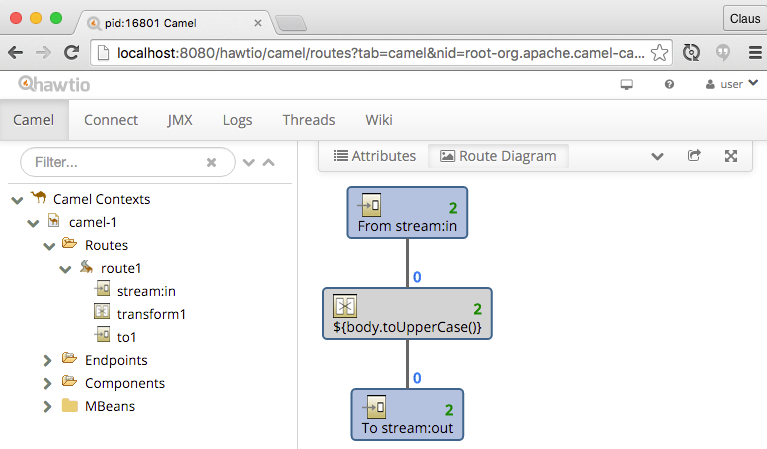 pid:16801 Camel
Claus
localhost:8080/hawtio/camel/routes?tab=camel&nid=root-org.apache.camel-ca...
hawtio
user
Camel Connect JMX Logs Threads Wiki
Filter...
Attributes Route Diagram
Camel Contexts
camel-1
Routes
route1
stream:in
transform1
to1
Endpoints
Components
MBeans
2
From stream:in
0
2
${body.toUpperCase()}
0
2
To stream:out